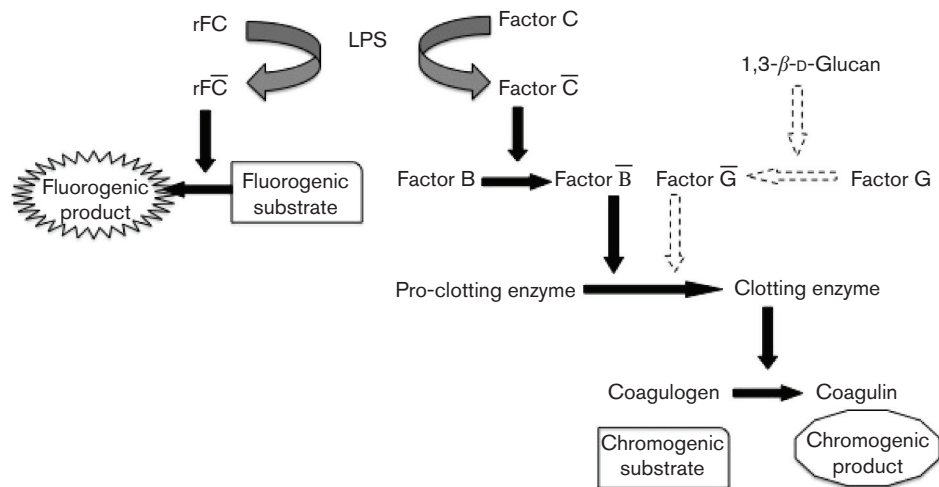 rFC
LPS
Factor C
rFC̅
Factor C̅
1,3-β-D-Glucan
Fluorogenic
product
Fluorogenic
substrate
Factor B
Factor B̅
Factor G̅
Factor G
Pro-clotting enzyme
Clotting enzyme
Coagulogen
Coagulin
Chromogenic
substrate
Chromogenic
product